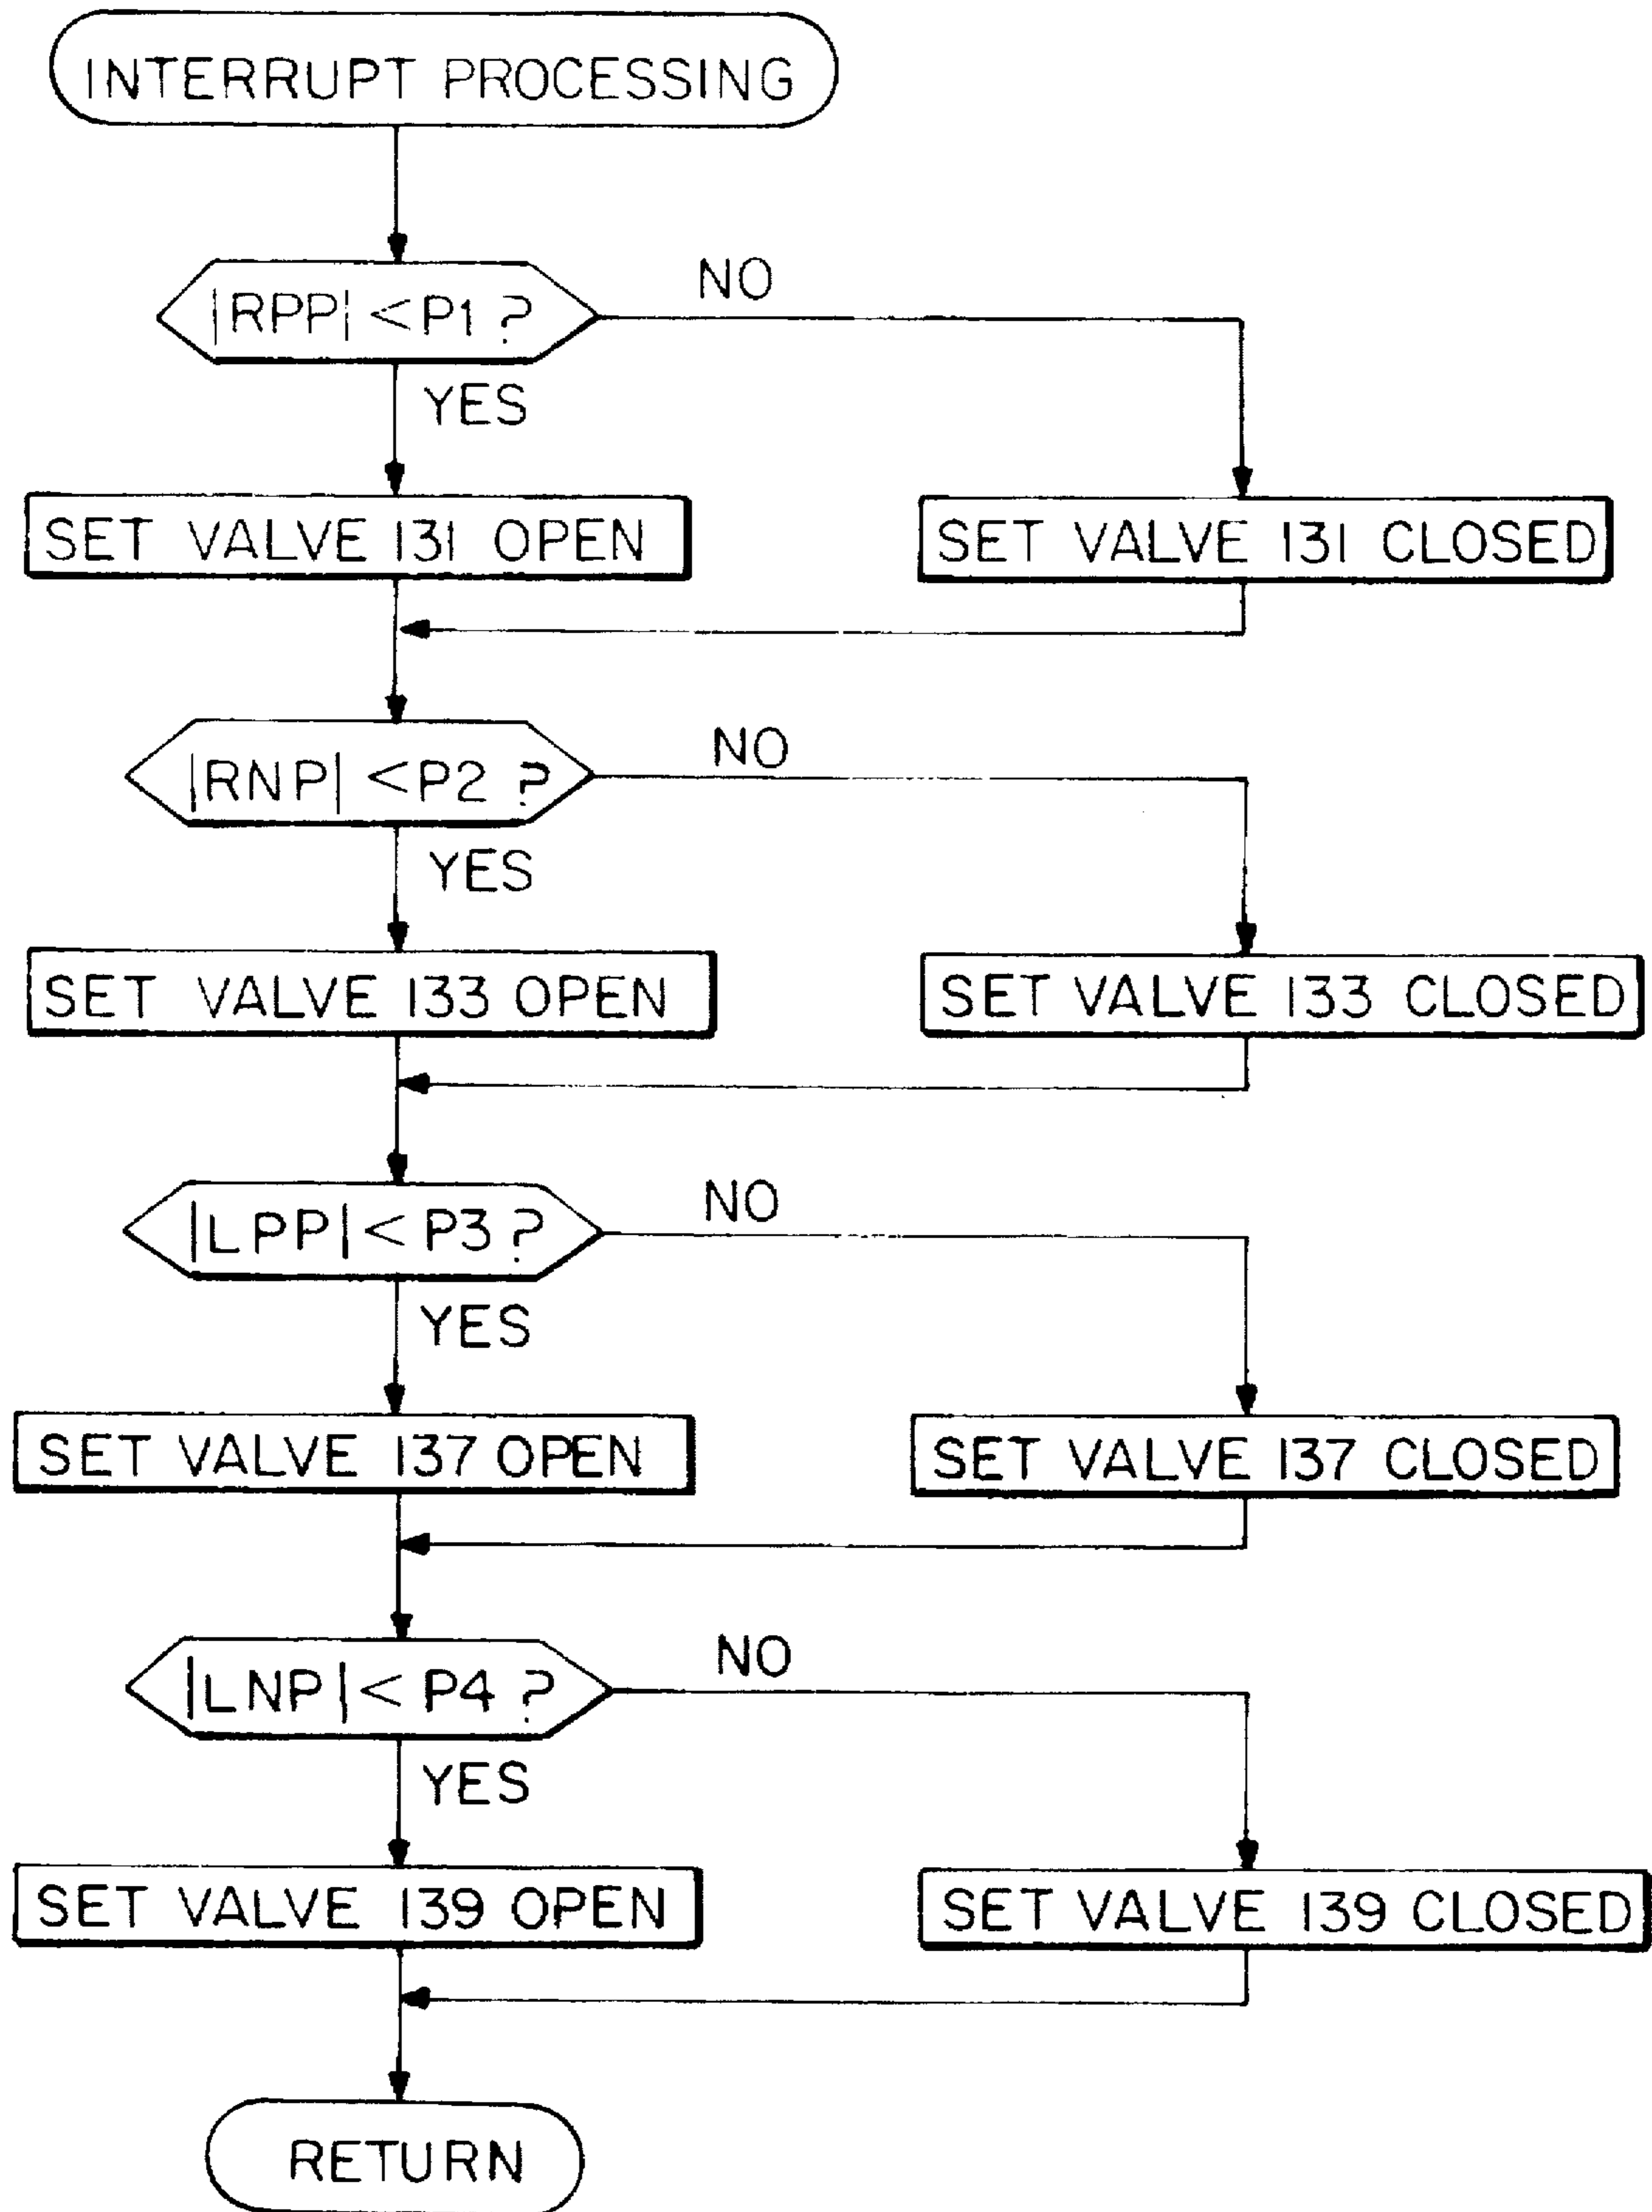 INTERRUPT PROCESSING
|RPP| < P1 ?
NO
YES
SET VALVE 131 OPEN
SET VALVE 131 CLOSED
|RNP| < P2 ?
NO
YES
SET VALVE 133 OPEN
SET VALVE 133 CLOSED
|LPP| < P3 ?
NO
YES
SET VALVE 137 OPEN
SET VALVE 137 CLOSED
|LNP| < P4 ?
NO
YES
SET VALVE 139 OPEN
SET VALVE 139 CLOSED
RETURN